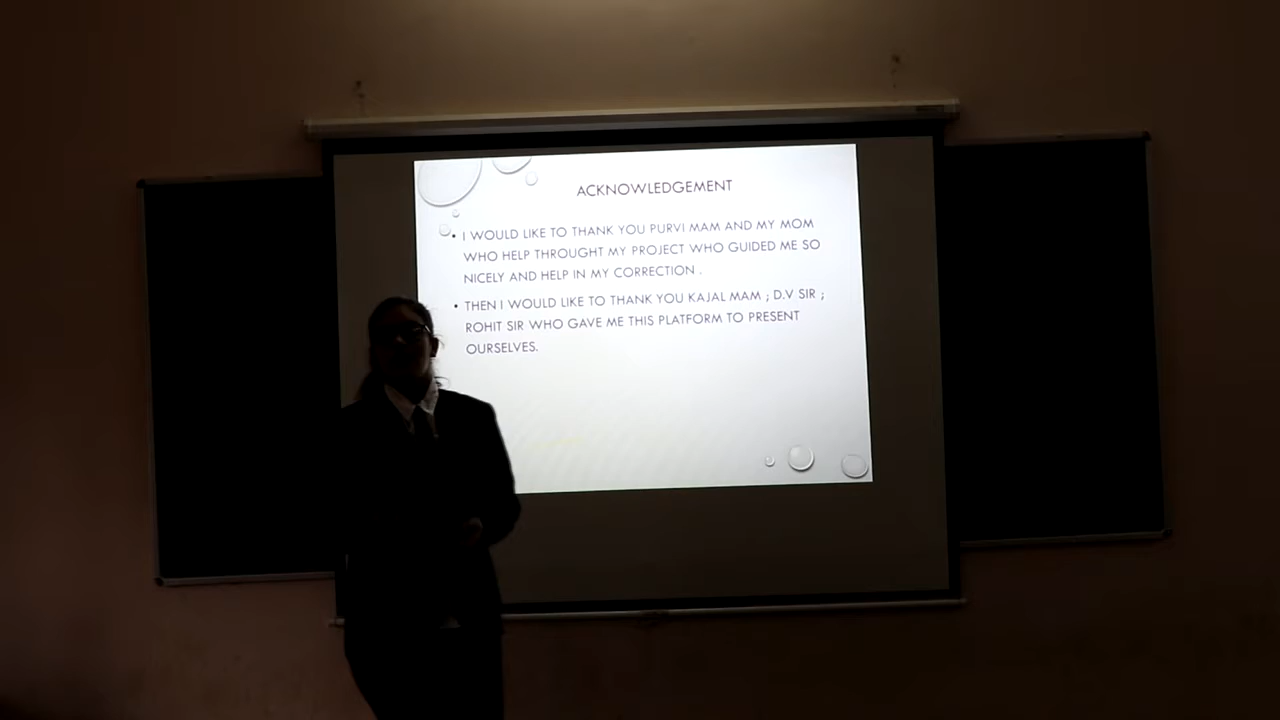 ACKNOWLEDGEMENT
• I WOULD LIKE TO THANK YOU PURVI MAM AND MY MOM
WHO HELP THROUGHT MY PROJECT WHO GUIDED ME SO
NICELY AND HELP IN MY CORRECTION .
• THEN I WOULD LIKE TO THANK YOU KAJAL MAM ; D.V SIR ;
ROHIT SIR WHO GAVE ME THIS PLATFORM TO PRESENT
OURSELVES.